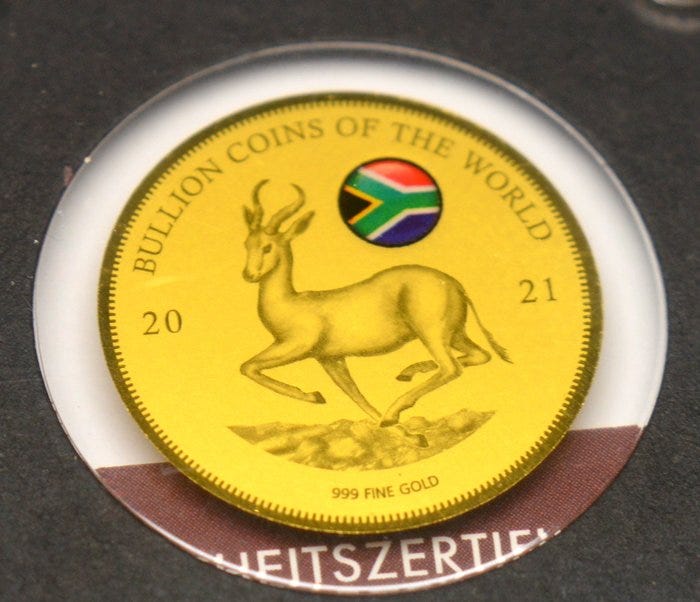 BULLION COINS OF THE WORLD
20 21
999 FINE GOLD